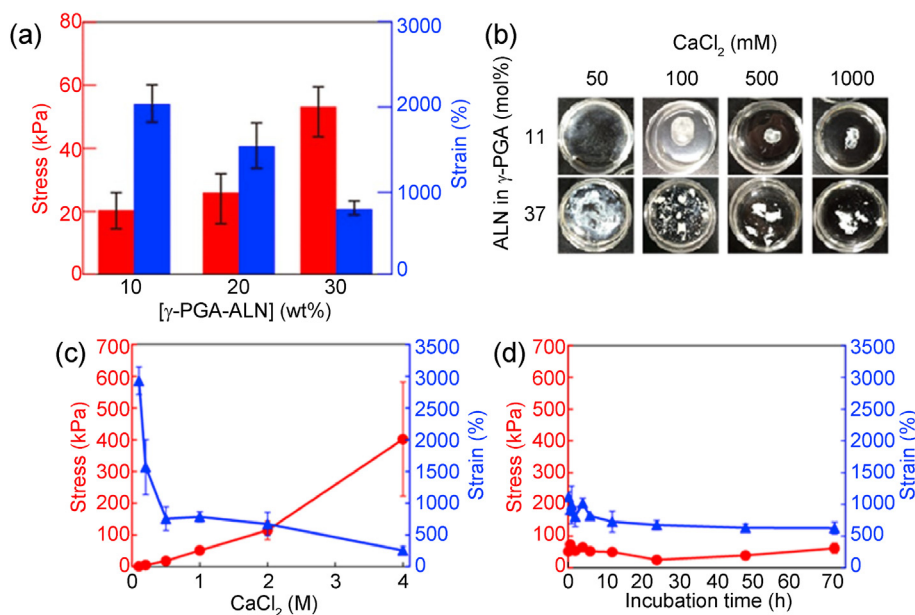 (a)
80
60
40
20
0
Stress (kPa)
2000
1000
0
3000
Strain (%)
10 20 30
[γ-PGA-ALN] (wt%)
(b)
CaCl₂ (mM)
50 100 500 1000
ALN in γ-PGA (mol%)
11
37
(c)
700
600
500
400
300
200
100
0
Stress (kPa)
3500
3000
2500
2000
1500
1000
500
0
Strain (%)
0 1 2 3 4
CaCl₂ (M)
(d)
700
600
500
400
300
200
100
0
Stress (kPa)
3500
3000
2500
2000
1500
1000
500
0
Strain (%)
0 10 20 30 40 50 60 70
Incubation time (h)